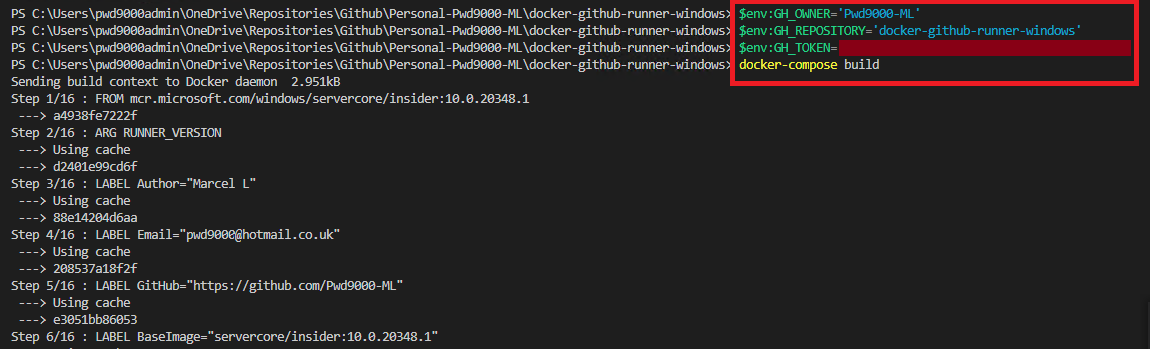 PS C:\Users\pwd9000admin\OneDrive\Repositories\Github\Personal-Pwd9000-ML\docker-github-runner-windows> $env:GH_OWNER='Pwd9000-ML'
PS C:\Users\pwd9000admin\OneDrive\Repositories\Github\Personal-Pwd9000-ML\docker-github-runner-windows> $env:GH_REPOSITORY='docker-github-runner-windows'
PS C:\Users\pwd9000admin\OneDrive\Repositories\Github\Personal-Pwd9000-ML\docker-github-runner-windows> $env:GH_TOKEN=
PS C:\Users\pwd9000admin\OneDrive\Repositories\Github\Personal-Pwd9000-ML\docker-github-runner-windows> docker-compose build
Sending build context to Docker daemon  2.951kB
Step 1/16 : FROM mcr.microsoft.com/windows/servercore/insider:10.0.20348.1
 ---> a4938fe7222f
Step 2/16 : ARG RUNNER_VERSION
 ---> Using cache
 ---> d2401e99cd6f
Step 3/16 : LABEL Author="Marcel L"
 ---> Using cache
 ---> 88e14204d6aa
Step 4/16 : LABEL Email="pwd9000@hotmail.co.uk"
 ---> Using cache
 ---> 208537a18f2f
Step 5/16 : LABEL GitHub="https://github.com/Pwd9000-ML"
 ---> Using cache
 ---> e3051bb86053
Step 6/16 : LABEL BaseImage="servercore/insider:10.0.20348.1"